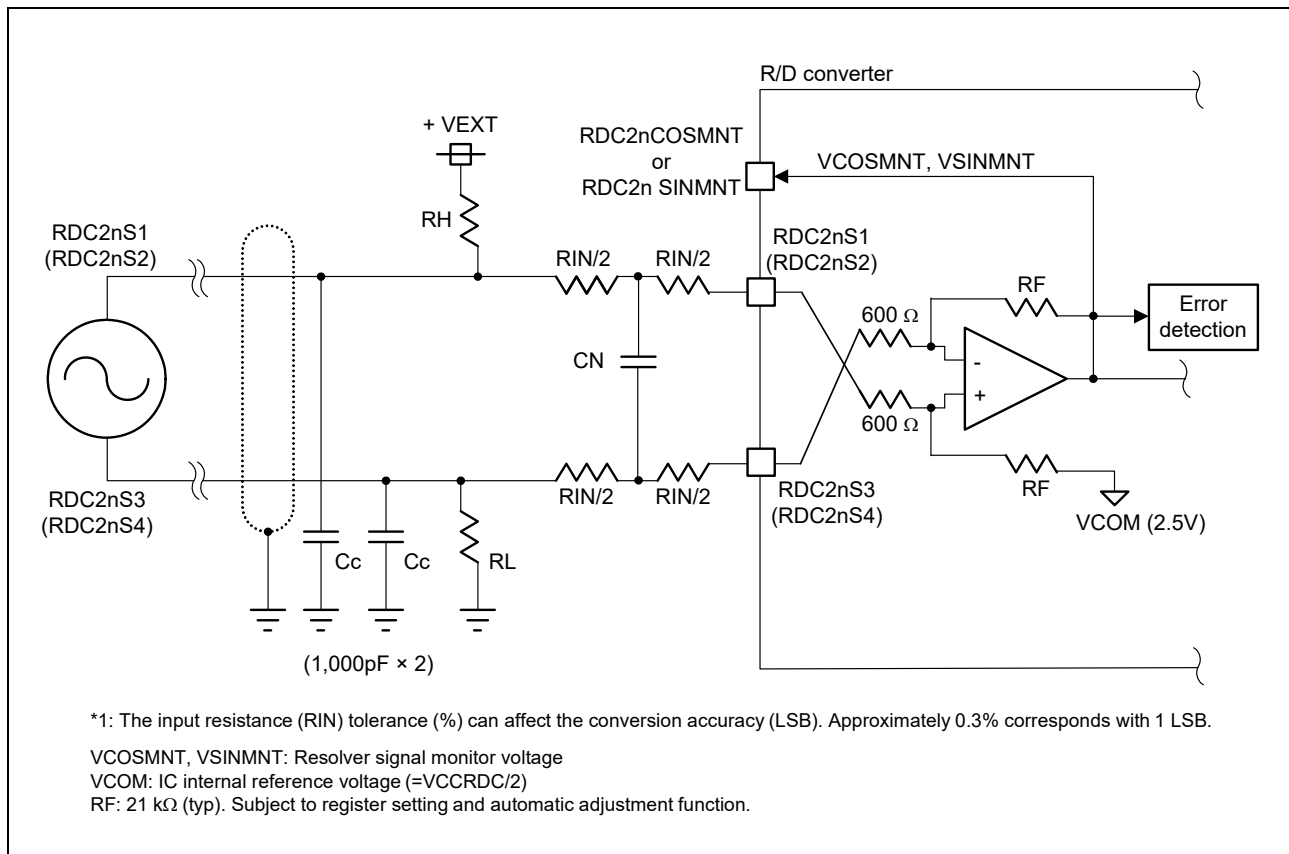 R/D converter
+ VEXT
RDC2nCOSMNT
or
RDC2n SINMNT
VCOSMNT, VSINMNT
RH
RDC2nS1
(RDC2nS2)
RIN/2
RIN/2
RDC2nS1
(RDC2nS2)
RF
600 Ω
Error
detection
CN
-
+
600 Ω
RDC2nS3
(RDC2nS4)
RIN/2
RIN/2
RDC2nS3
(RDC2nS4)
RF
VCOM (2.5V)
Cc
Cc
RL
(1,000pF × 2)
*1: The input resistance (RIN) tolerance (%) can affect the conversion accuracy (LSB). Approximately 0.3% corresponds with 1 LSB.
VCOSMNT, VSINMNT: Resolver signal monitor voltage
VCOM: IC internal reference voltage (=VCCRDC/2)
RF: 21 kΩ (typ). Subject to register setting and automatic adjustment function.